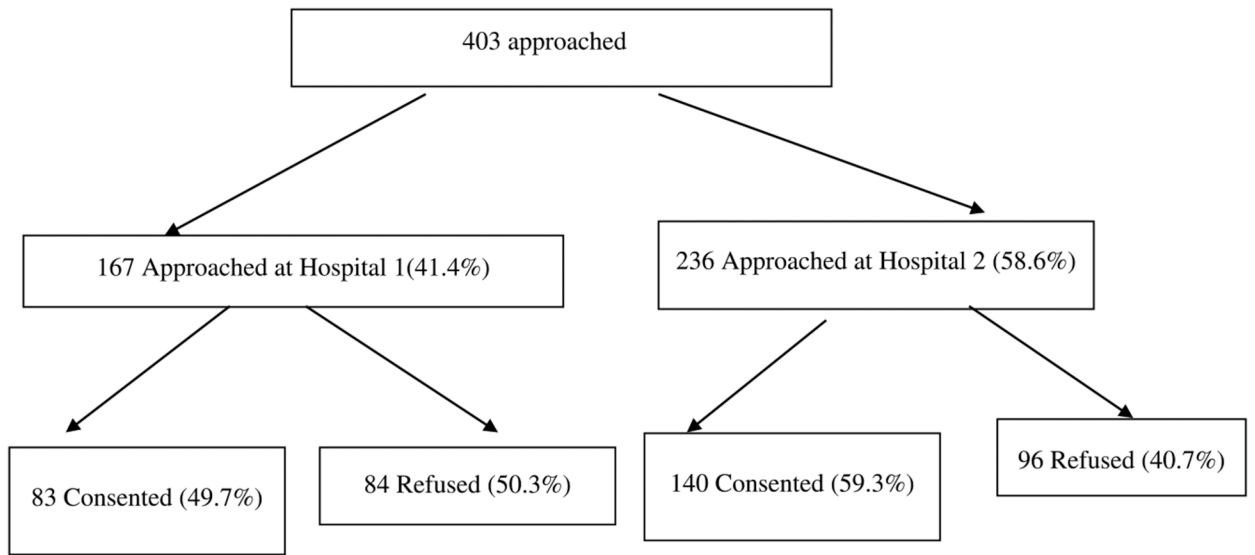 403 approached
167 Approached at Hospital 1(41.4%)
236 Approached at Hospital 2 (58.6%)
83 Consented (49.7%)
84 Refused (50.3%)
140 Consented (59.3%)
96 Refused (40.7%)